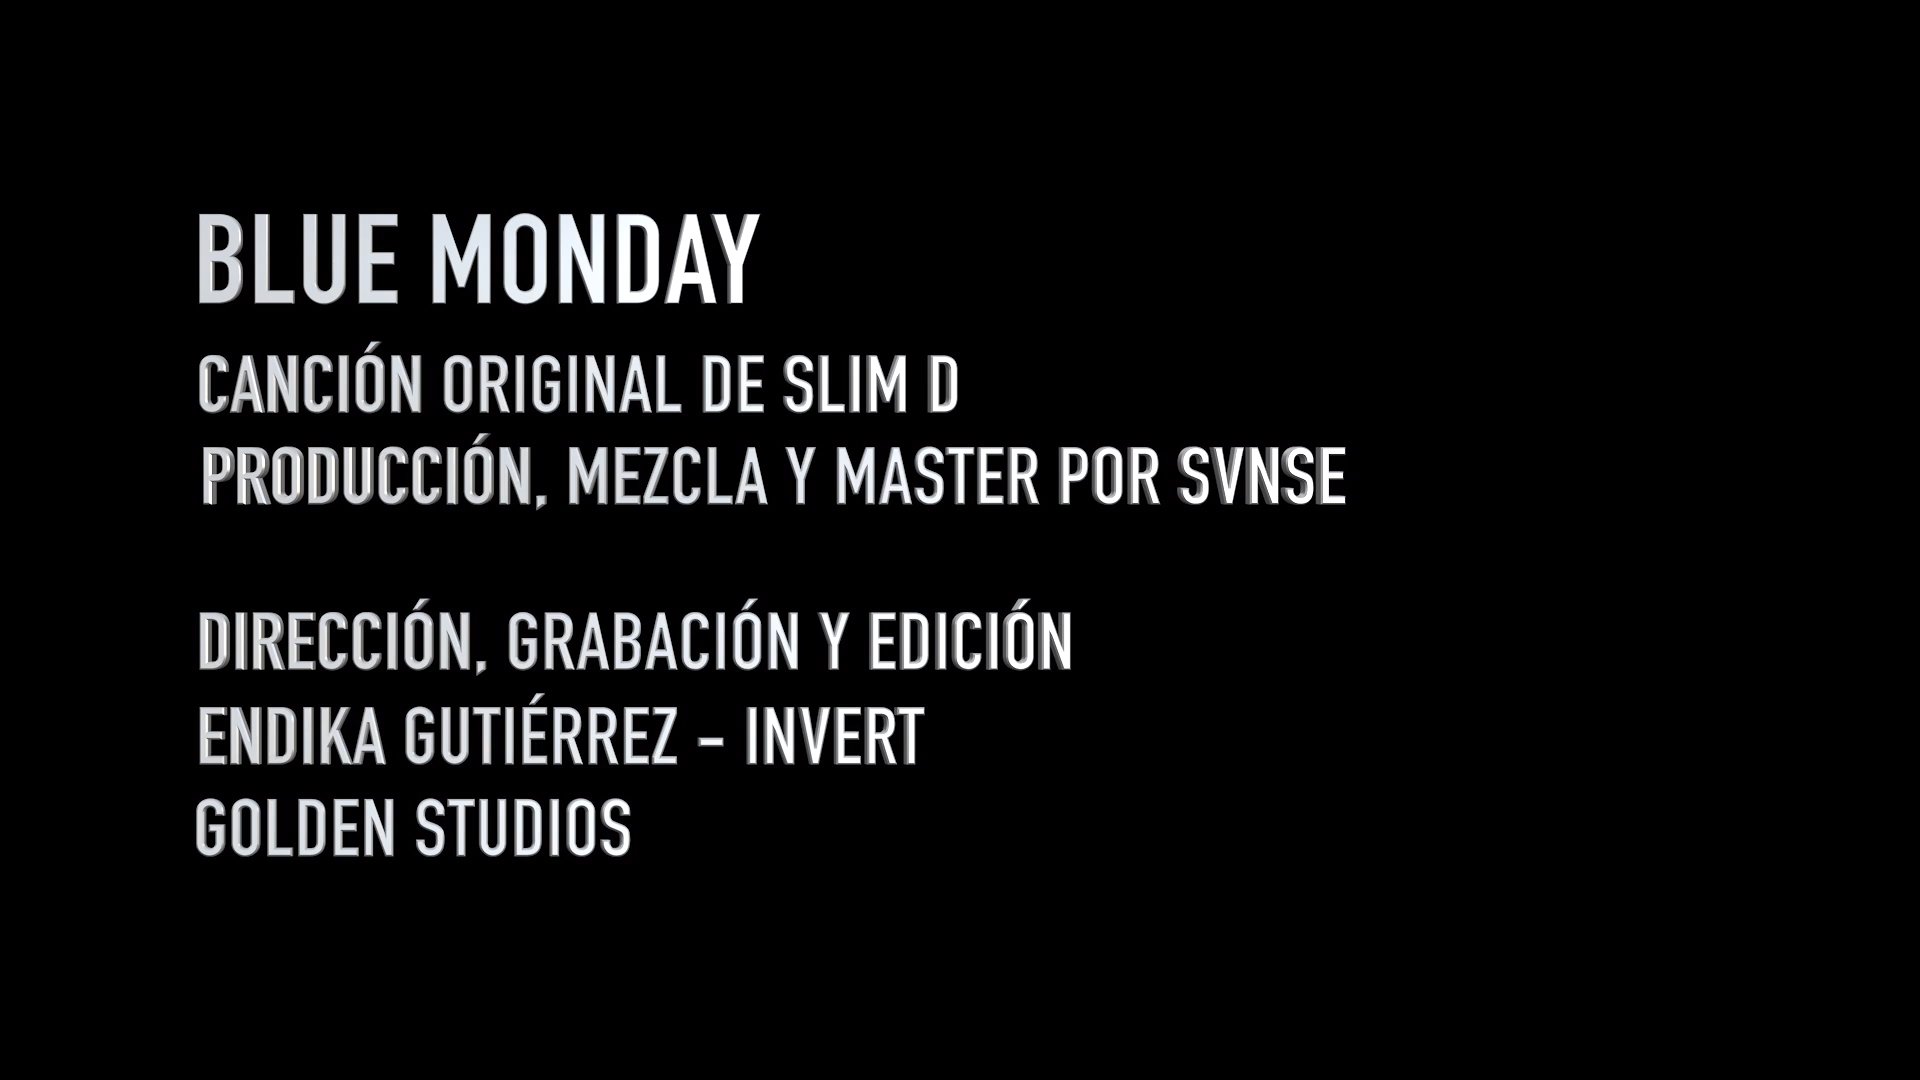 BLUE MONDAY
CANCIÓN ORIGINAL DE SLIM D
PRODUCCIÓN, MEZCLA Y MASTER POR SVNSE
DIRECCIÓN, GRABACIÓN Y EDICIÓN
ENDIKA GUTIÉRREZ - INVERT
GOLDEN STUDIOS